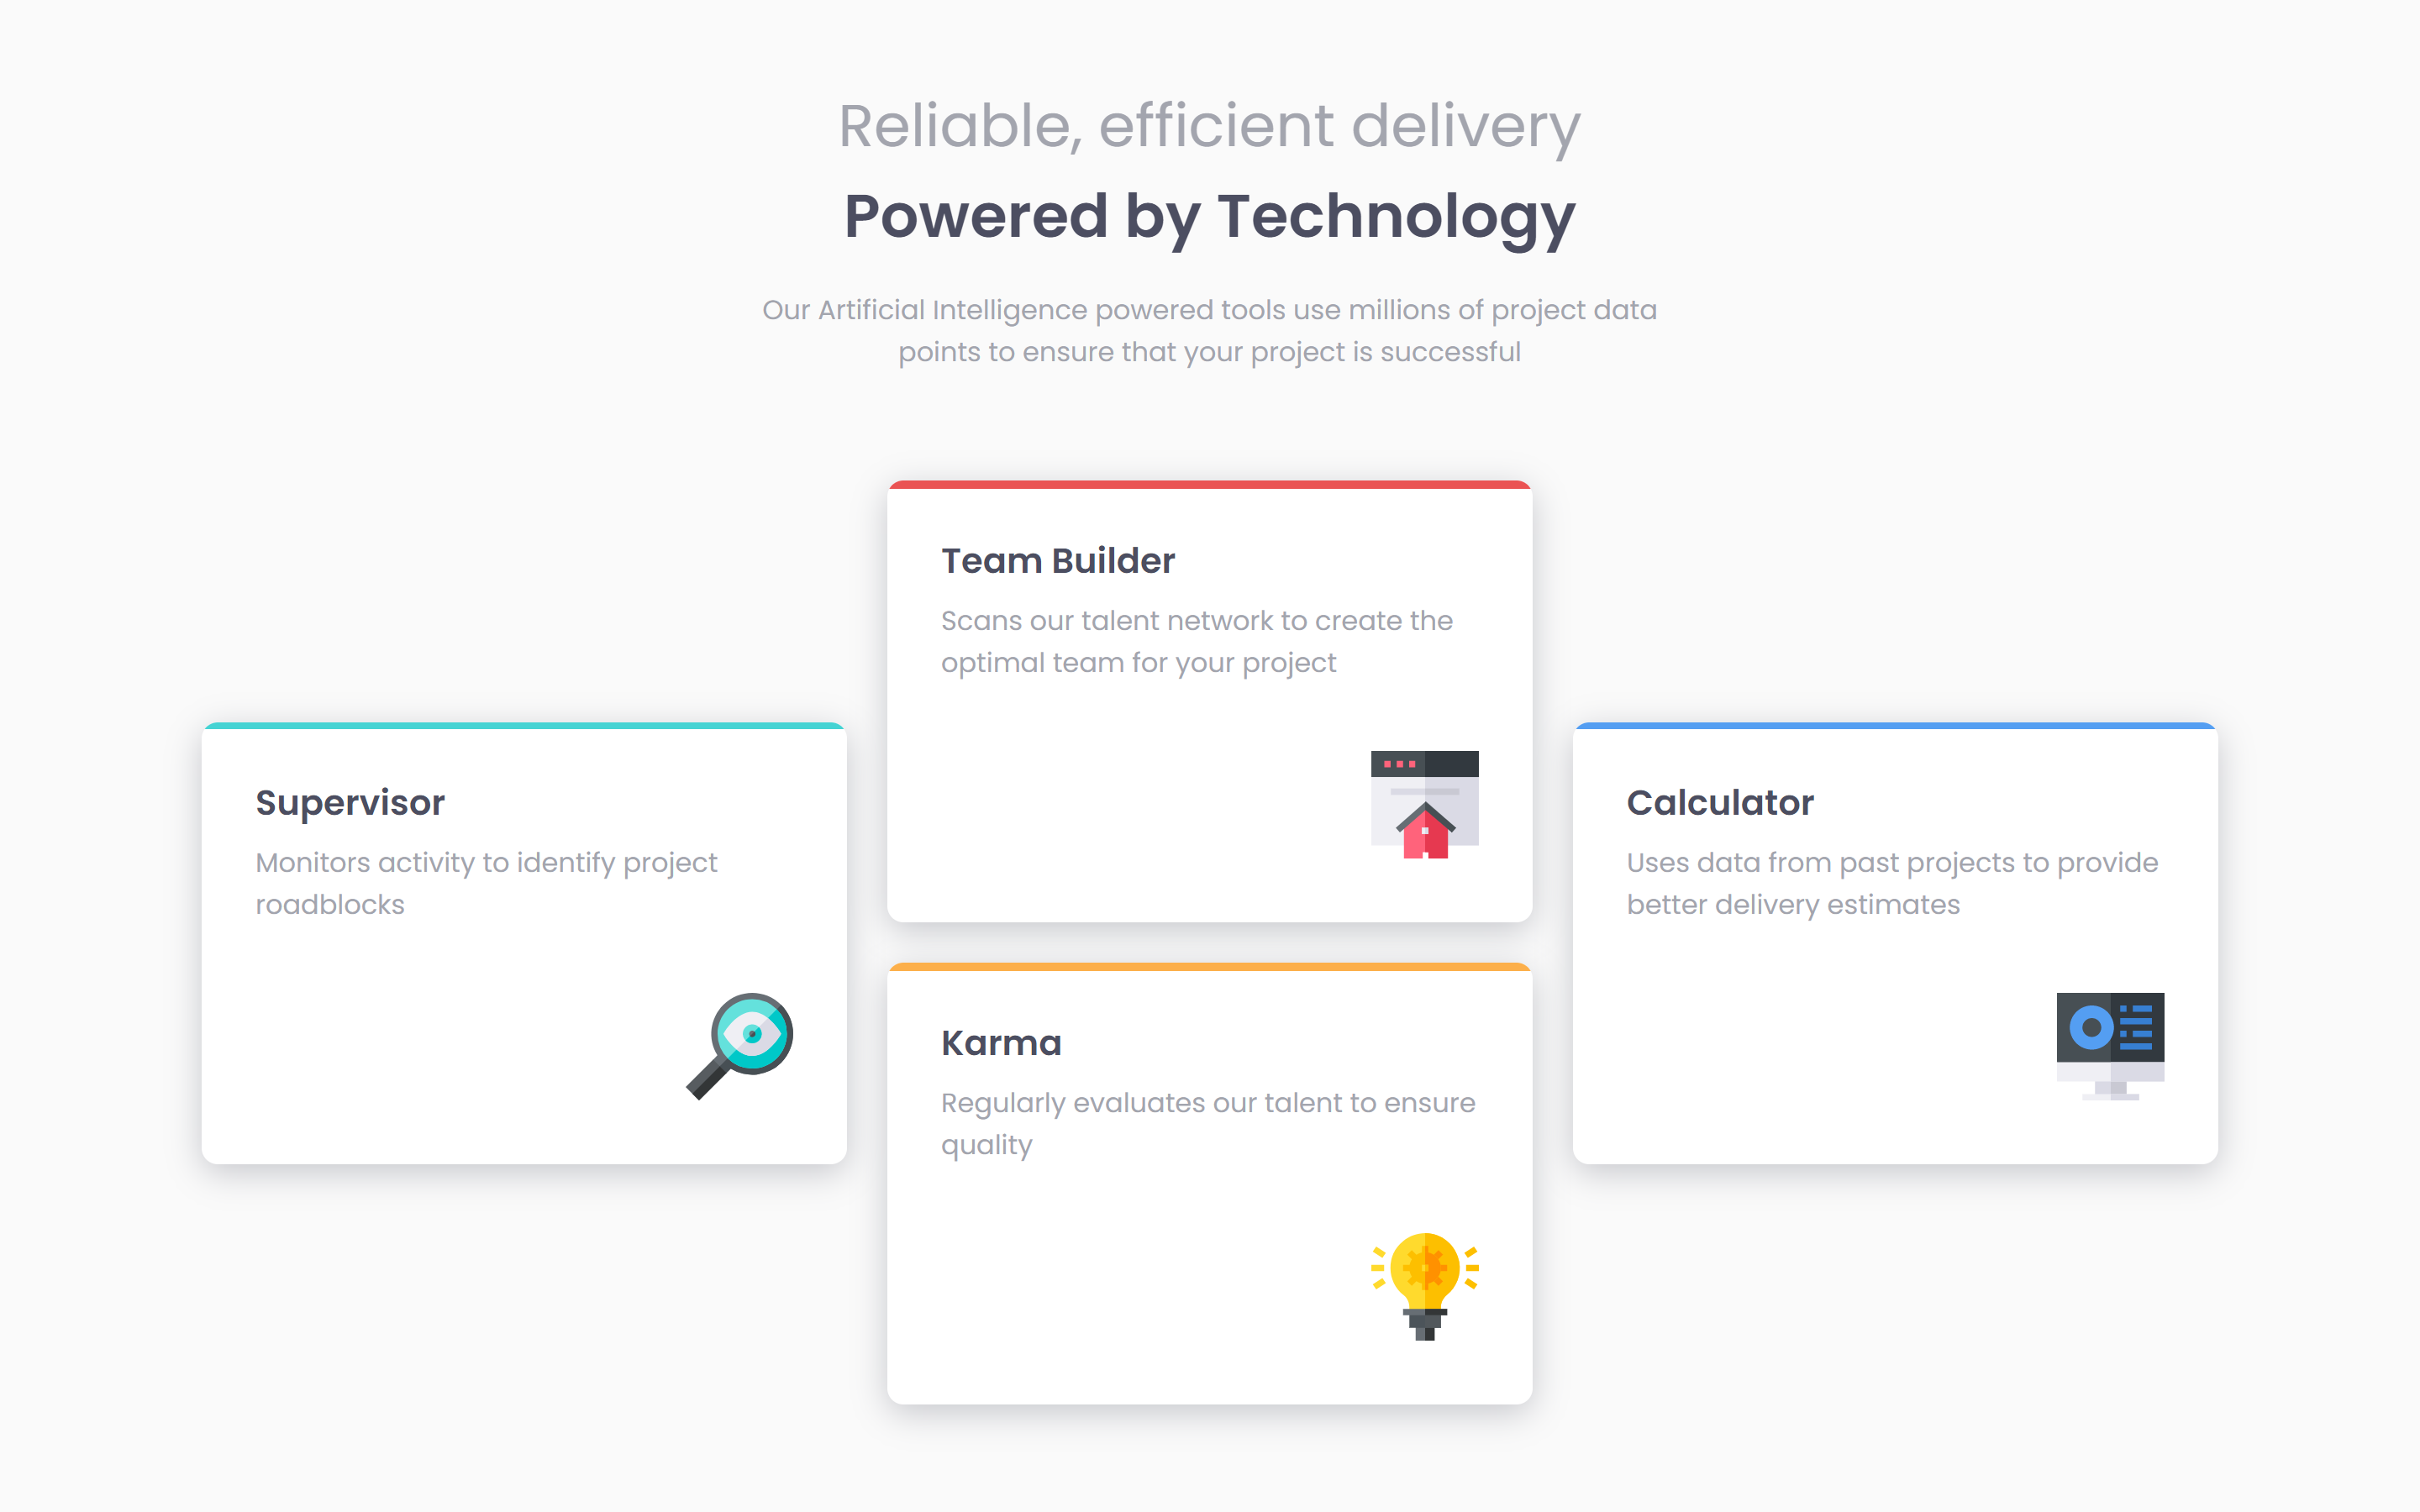 Reliable, efficient delivery
Powered by Technology
Our Artificial Intelligence powered tools use millions of project data
points to ensure that your project is successful
Team Builder
Scans our talent network to create the
optimal team for your project
Supervisor
Monitors activity to identify project
roadblocks
Calculator
Uses data from past projects to provide
better delivery estimates
Karma
Regularly evaluates our talent to ensure
quality